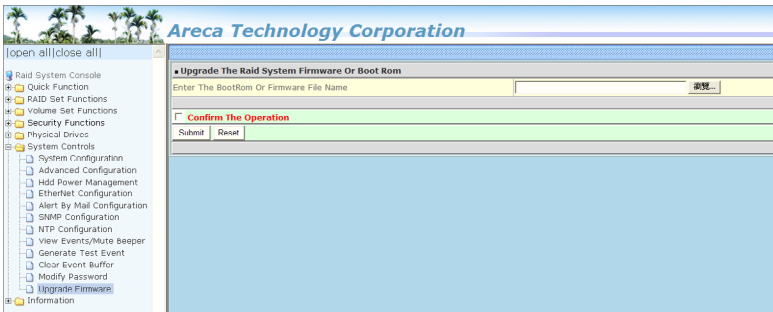 Areca Technology Corporation
|open all|close all|
Raid System Console
Quick Function
RAID Set Functions
Volume Set Functions
Security Functions
Physical Drives
System Controls
System Configuration
Advanced Configuration
Hdd Power Management
EtherNet Configuration
Alert By Mail Configuration
SNMP Configuration
NTP Configuration
View Events/Mute Beeper
Generate Test Event
Clear Event Buffer
Modify Password
Upgrade Firmware
Information
Upgrade The Raid System Firmware Or Boot Rom
Enter The BootRom Or Firmware File Name 瀏覽...
Confirm The Operation
Submit Reset